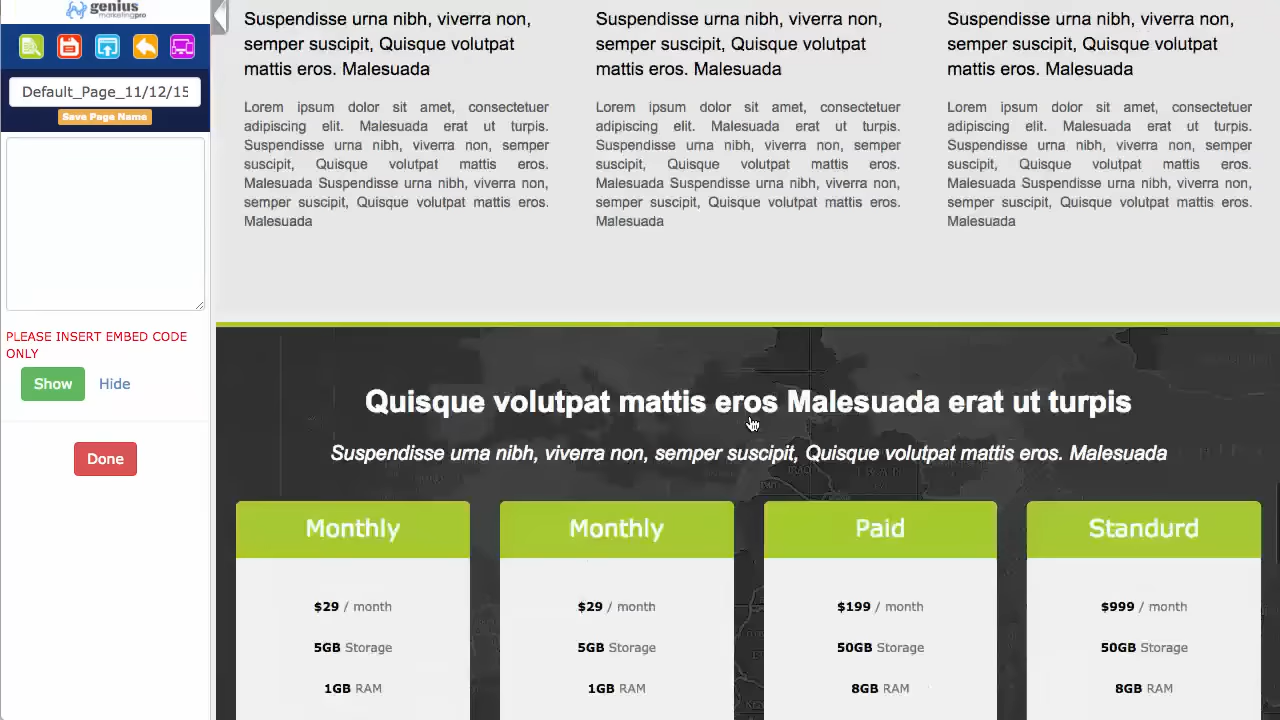 genius
marketingpro
Default_Page_11/12/15
Save Page Name
PLEASE INSERT EMBED CODE
ONLY
Show
Hide
Done
Suspendisse urna nibh, viverra non,
semper suscipit, Quisque volutpat
mattis eros. Malesuada
Lorem ipsum dolor sit amet, consectetuer
adipiscing elit. Malesuada erat ut turpis.
Suspendisse urna nibh, viverra non, semper
suscipit, Quisque volutpat mattis eros.
Malesuada Suspendisse urna nibh, viverra non,
semper suscipit, Quisque volutpat mattis eros.
Malesuada
Suspendisse urna nibh, viverra non,
semper suscipit, Quisque volutpat
mattis eros. Malesuada
Lorem ipsum dolor sit amet, consectetuer
adipiscing elit. Malesuada erat ut turpis.
Suspendisse urna nibh, viverra non, semper
suscipit, Quisque volutpat mattis eros.
Malesuada Suspendisse urna nibh, viverra non,
semper suscipit, Quisque volutpat mattis eros.
Malesuada
Suspendisse urna nibh, viverra non,
semper suscipit, Quisque volutpat
mattis eros. Malesuada
Lorem ipsum dolor sit amet, consectetuer
adipiscing elit. Malesuada erat ut turpis.
Suspendisse urna nibh, viverra non, semper
suscipit, Quisque volutpat mattis eros.
Malesuada Suspendisse urna nibh, viverra non,
semper suscipit, Quisque volutpat mattis eros.
Malesuada
Quisque volutpat mattis eros Malesuada erat ut turpis
Suspendisse urna nibh, viverra non, semper suscipit, Quisque volutpat mattis eros. Malesuada
Monthly
$29 / month
5GB Storage
1GB RAM
Monthly
$29 / month
5GB Storage
1GB RAM
Paid
$199 / month
50GB Storage
8GB RAM
Standurd
$999 / month
50GB Storage
8GB RAM